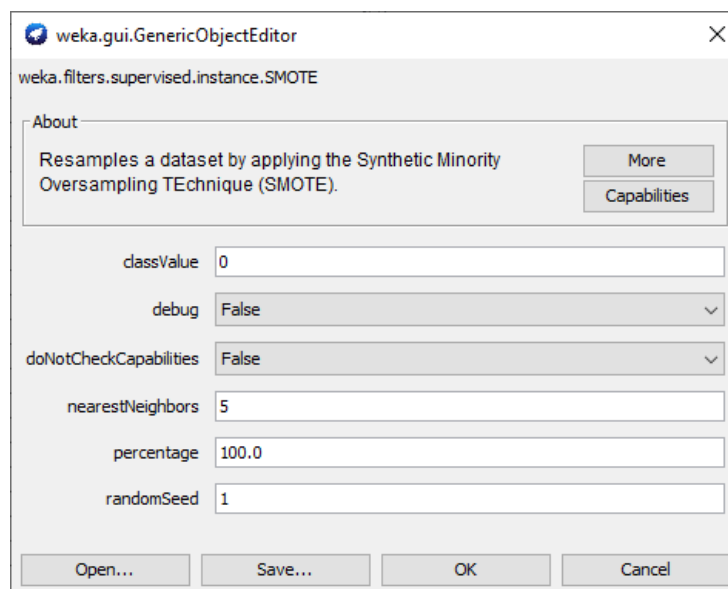 weka.gui.GenericObjectEditor
weka.filters.supervised.instance.SMOTE
About
Resamples a dataset by applying the Synthetic Minority
Oversampling TEchnique (SMOTE).
More
Capabilities
classValue 0
debug False
doNotCheckCapabilities False
nearestNeighbors 5
percentage 100.0
randomSeed 1
Open... Save... OK Cancel